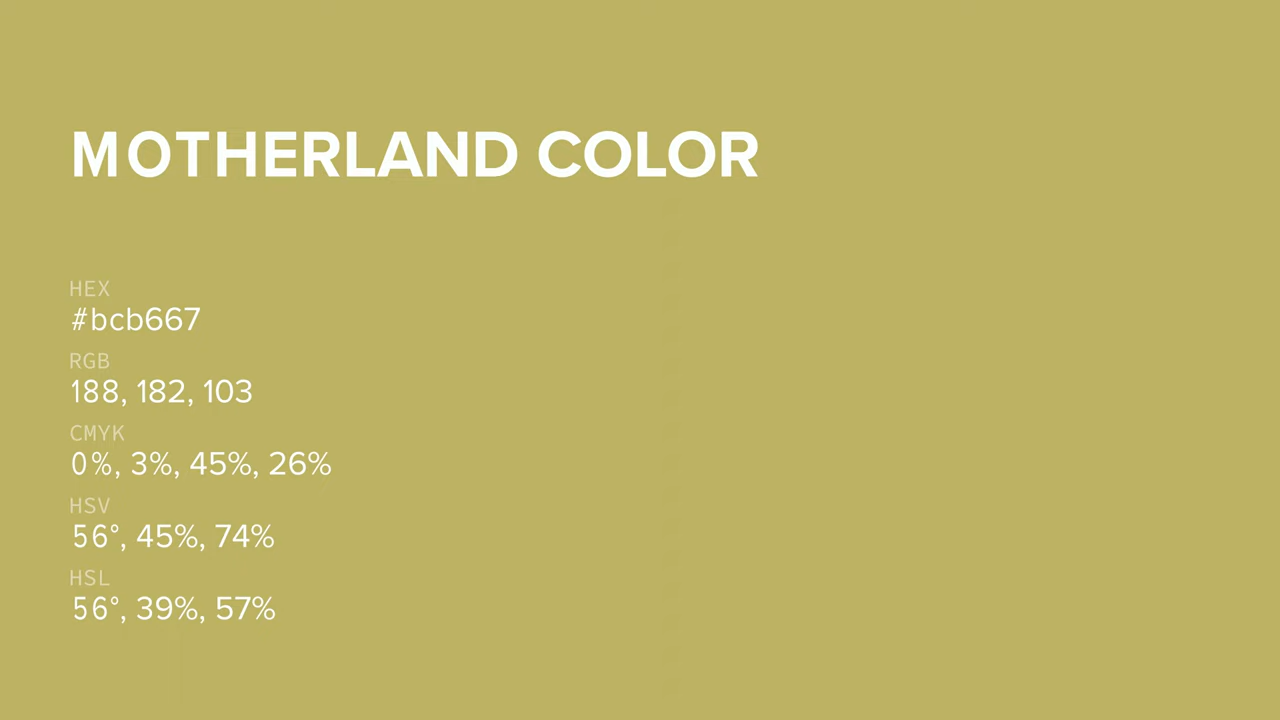 MOTHERLAND COLOR
HEX
#bcb667
RGB
188, 182, 103
CMYK
0%, 3%, 45%, 26%
HSV
56°, 45%, 74%
HSL
56°, 39%, 57%